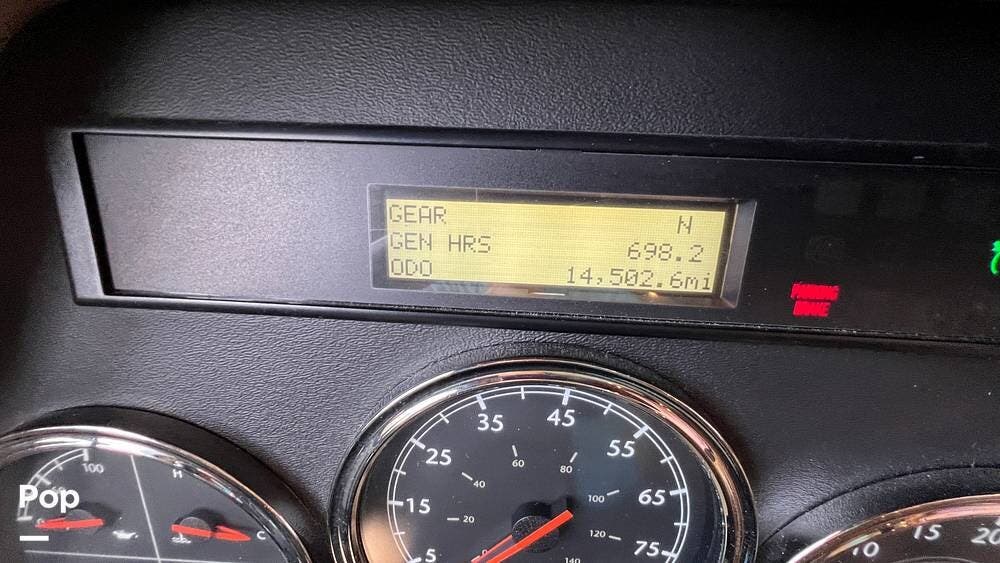 GEAR N
GEN HRS 698.2
ODO 14,502.6mi
PARKING
BRAKE
35 45
25 55
60 80
40
15 65
100
20 120
5 75
140
100
H
C
Pop
10 15 20